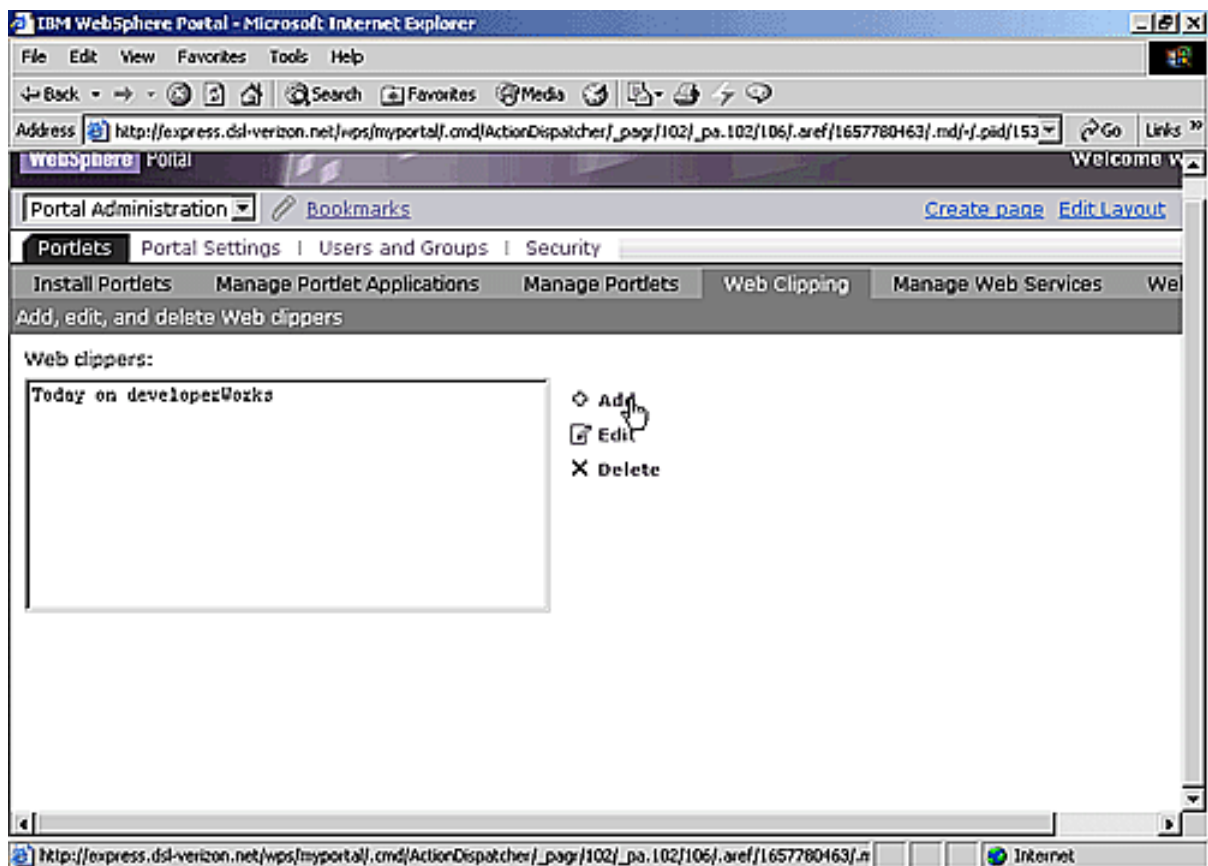 IBM WebSphere Portal - Microsoft Internet Explorer
File Edit View Favorites Tools Help
Back Search Favorites Media
Address http://express.dsl-verizon.net/wps/myportal/.cmd/ActionDispatcher/_pagr/102/_pa.102/106/.aref/1657780463/.md/-/.piid/153 Go Links »
WebSphere Portal Welcome w
Portal Administration Bookmarks Create page Edit Layout
Portlets Portal Settings | Users and Groups | Security
Install Portlets Manage Portlet Applications Manage Portlets Web Clipping Manage Web Services Wel
Add, edit, and delete Web clippers
Web clippers:
Today on developerWorks
Add
Edit
Delete
http://express.dsl-verizon.net/wps/myportal/.cmd/ActionDispatcher/_pagr/102/_pa.102/106/.aref/1657780463/.m Internet